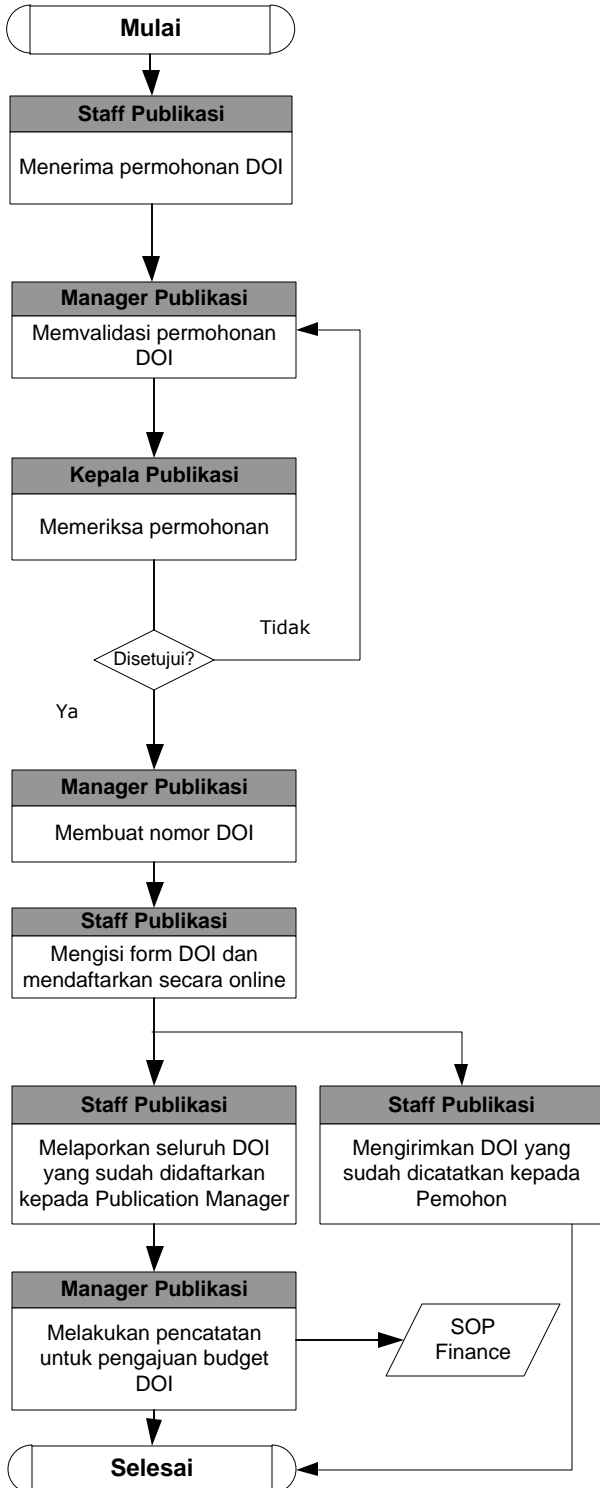 Mulai
Staff Publikasi
Menerima permohonan DOI
Manager Publikasi
Memvalidasi permohonan
DOI
Kepala Publikasi
Memeriksa permohonan
Tidak
Disetujui?
Ya
Manager Publikasi
Membuat nomor DOI
Staff Publikasi
Mengisi form DOI dan
mendaftarkan secara online
Staff Publikasi
Melaporkan seluruh DOI
yang sudah didaftarkan
kepada Publication Manager
Staff Publikasi
Mengirimkan DOI yang
sudah dicatatkan kepada
Pemohon
Manager Publikasi
Melakukan pencatatan
untuk pengajuan budget
DOI
SOP
Finance
Selesai